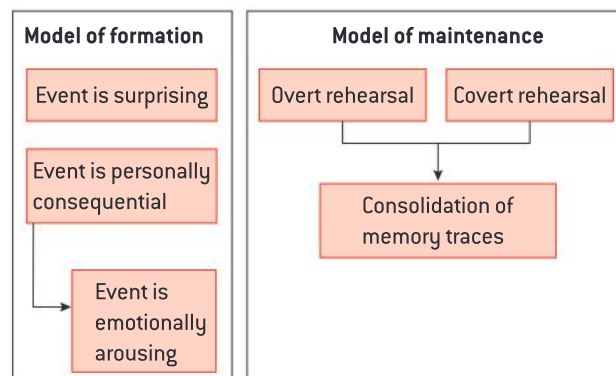 Model of formation
Event is surprising
Event is personally
consequential
Event is
emotionally
arousing
Model of maintenance
Overt rehearsal
Covert rehearsal
Consolidation of
memory traces